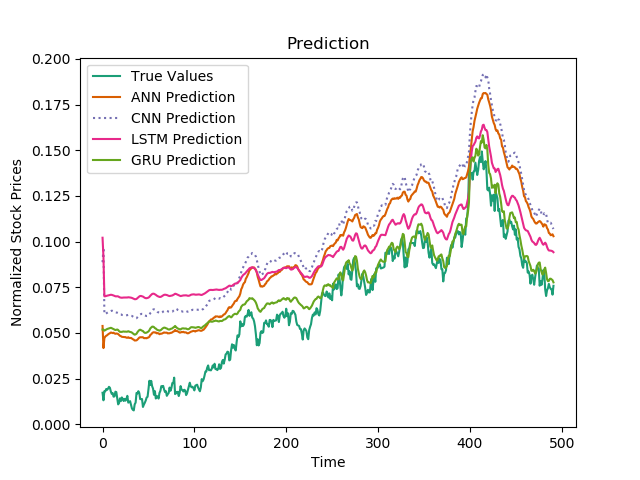 Prediction
Normalized Stock Prices
0.200
0.175
0.150
0.125
0.100
0.075
0.050
0.025
0.000
True Values
ANN Prediction
CNN Prediction
LSTM Prediction
GRU Prediction
0
100
200
300
400
500
Time